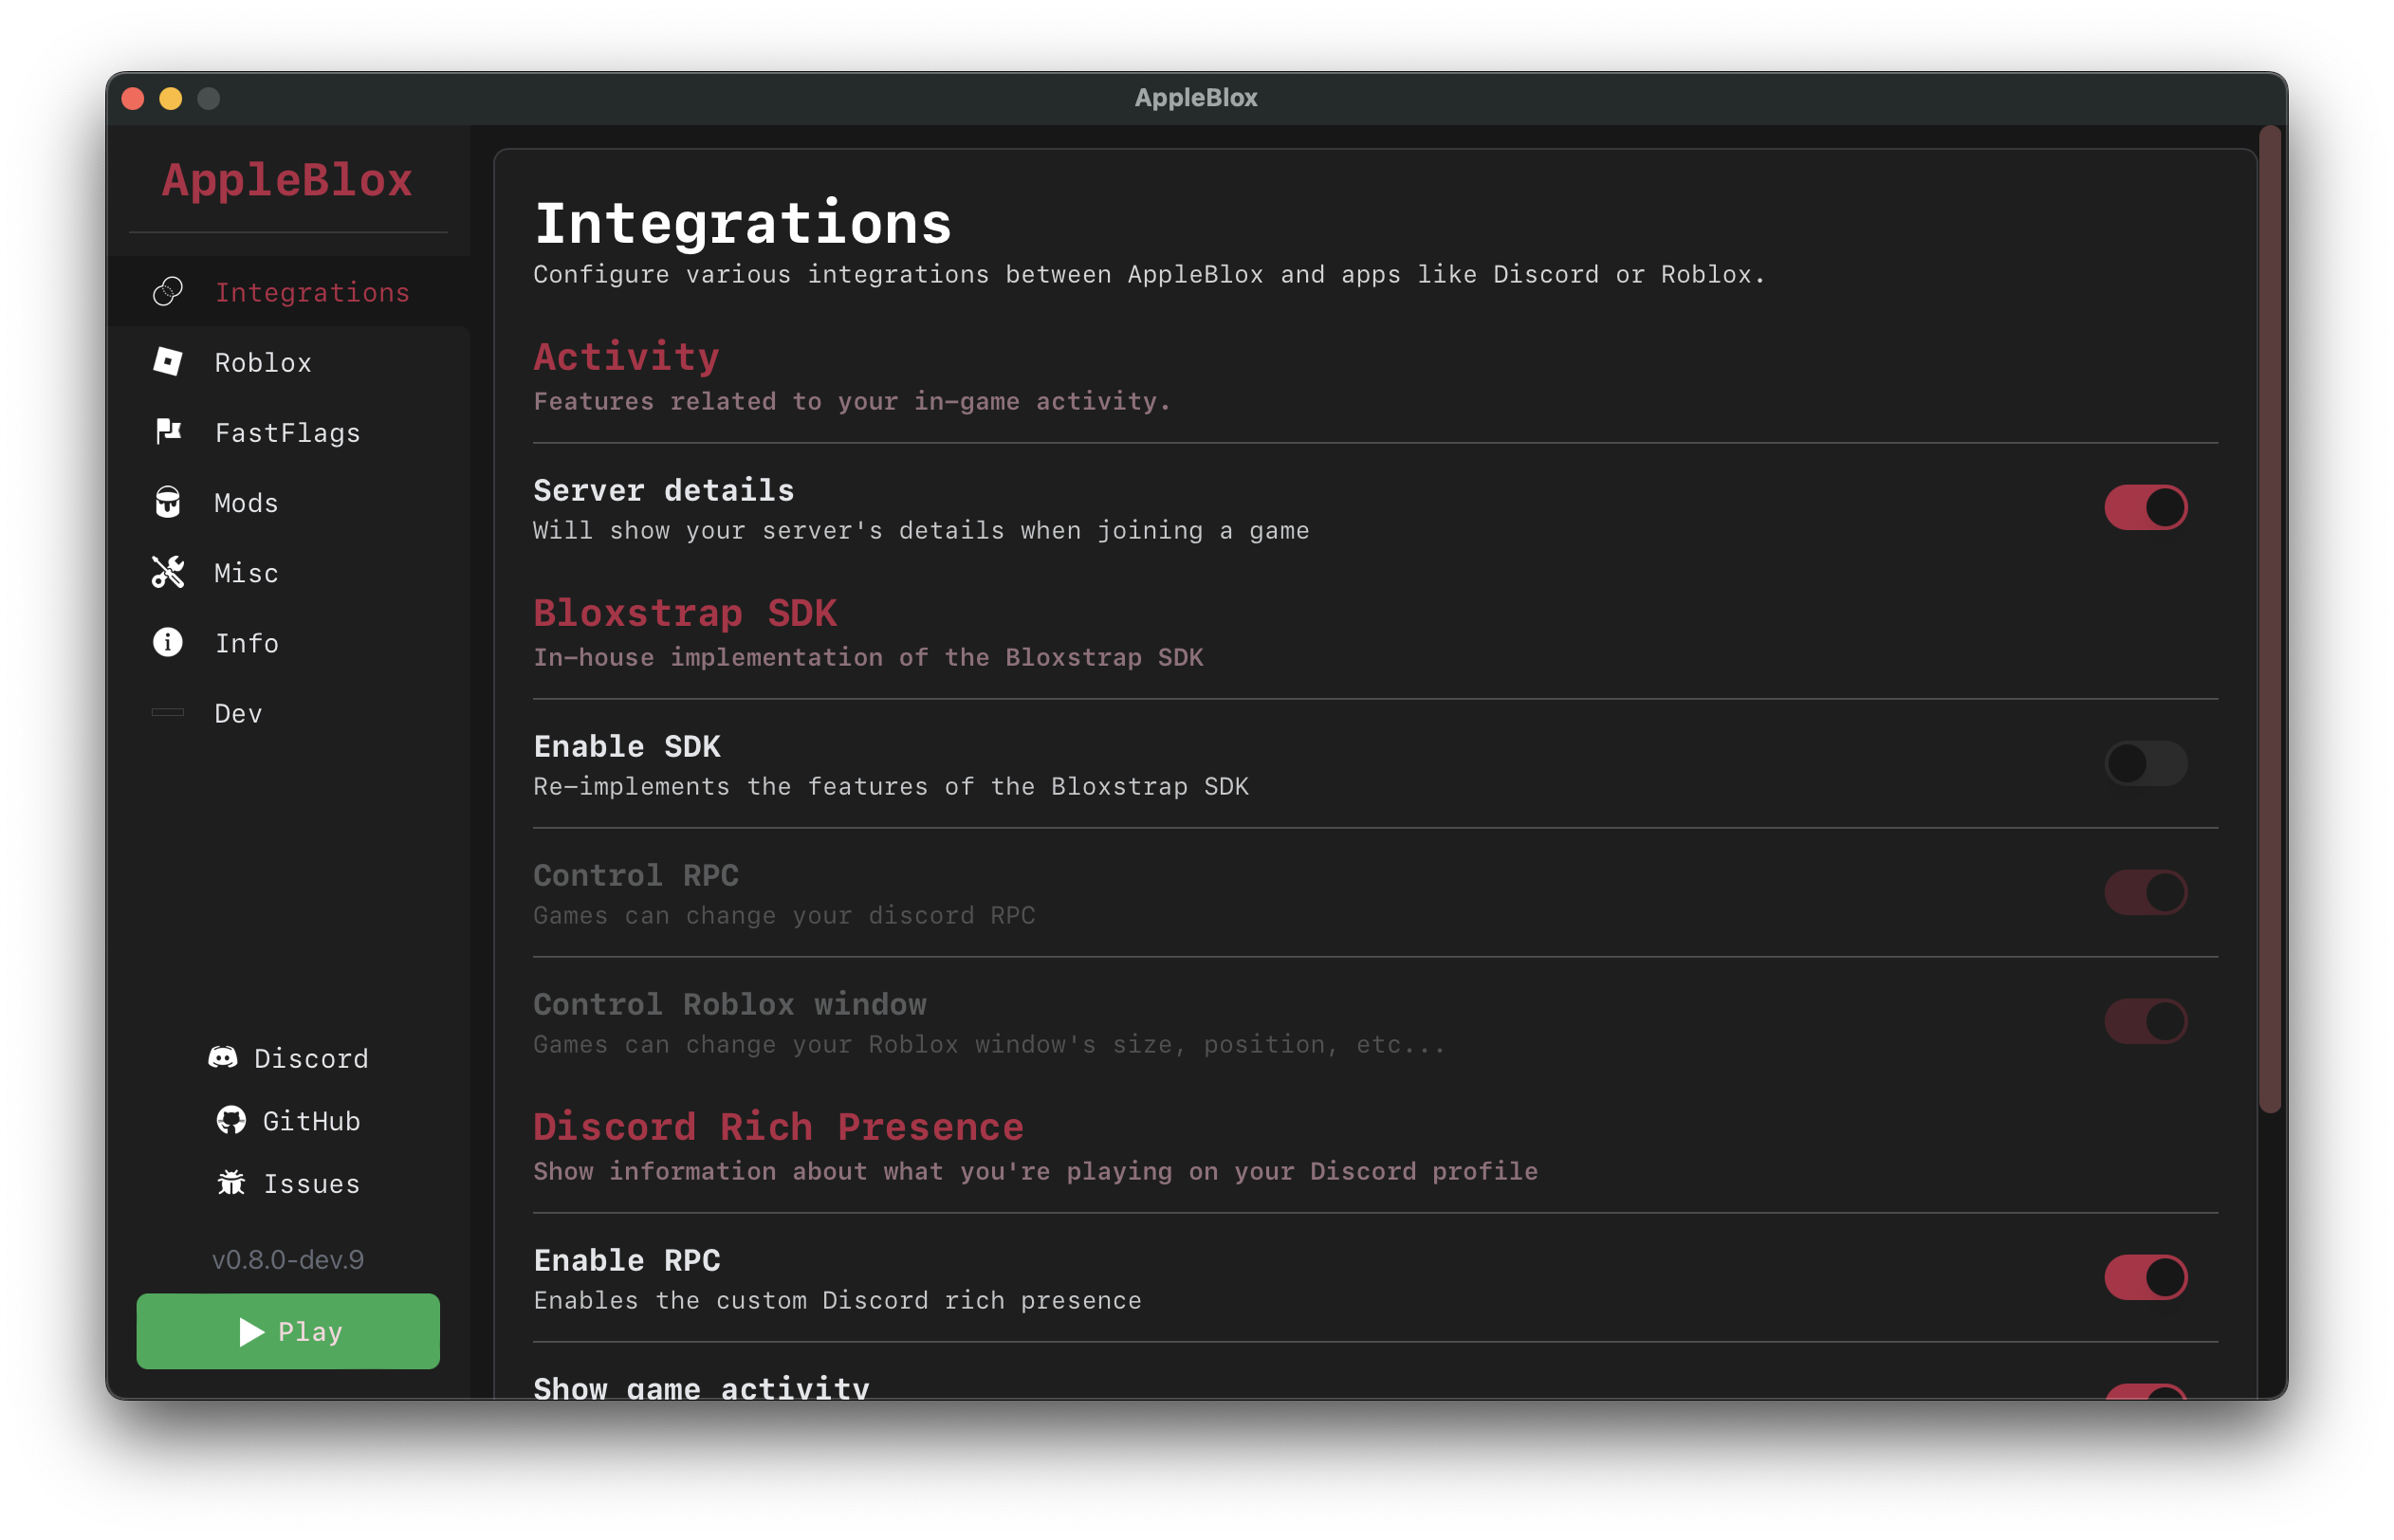 AppleBlox
AppleBlox
Integrations
Roblox
FastFlags
Mods
Misc
Info
Dev
Discord
GitHub
Issues
v0.8.0-dev.9
Play
Integrations
Configure various integrations between AppleBlox and apps like Discord or Roblox.
Activity
Features related to your in-game activity.
Server details
Will show your server's details when joining a game
Bloxstrap SDK
In-house implementation of the Bloxstrap SDK
Enable SDK
Re-implements the features of the Bloxstrap SDK
Control RPC
Games can change your discord RPC
Control Roblox window
Games can change your Roblox window's size, position, etc...
Discord Rich Presence
Show information about what you're playing on your Discord profile
Enable RPC
Enables the custom Discord rich presence
Show game activity